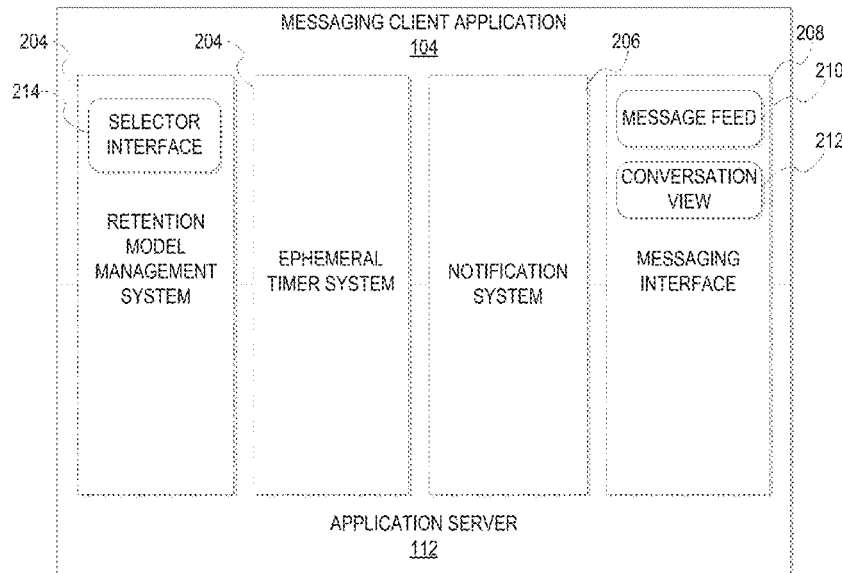 MESSAGING CLIENT APPLICATION
104
204
204
206
208
210
214
212
SELECTOR
INTERFACE
MESSAGE FEED
CONVERSATION
VIEW
RETENTION
MODEL
MANAGEMENT
SYSTEM
EPHEMERAL
TIMER SYSTEM
NOTIFICATION
SYSTEM
MESSAGING
INTERFACE
APPLICATION SERVER
112